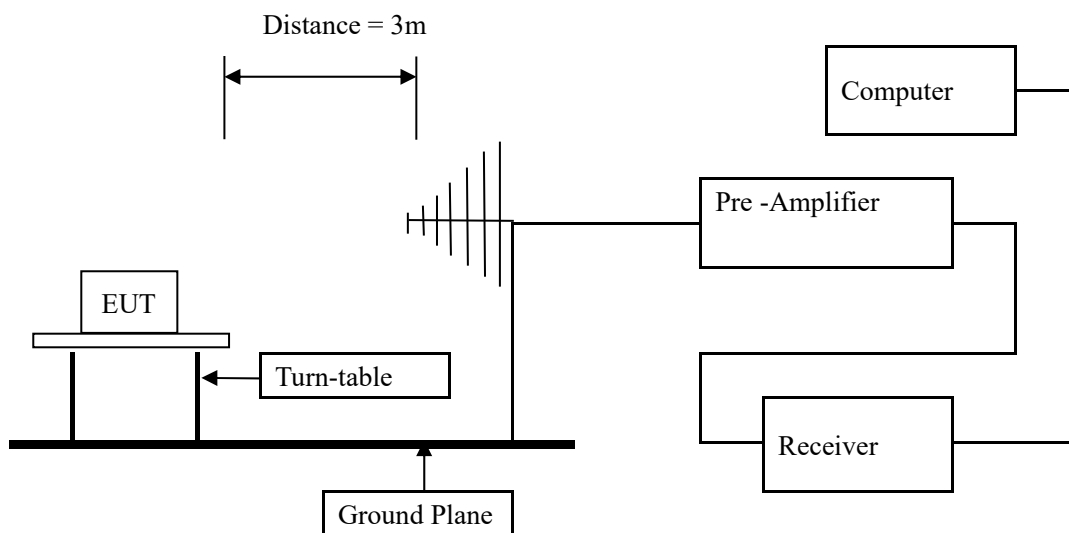 Distance = 3m
Computer
Pre -Amplifier
EUT
Turn-table
Receiver
Ground Plane